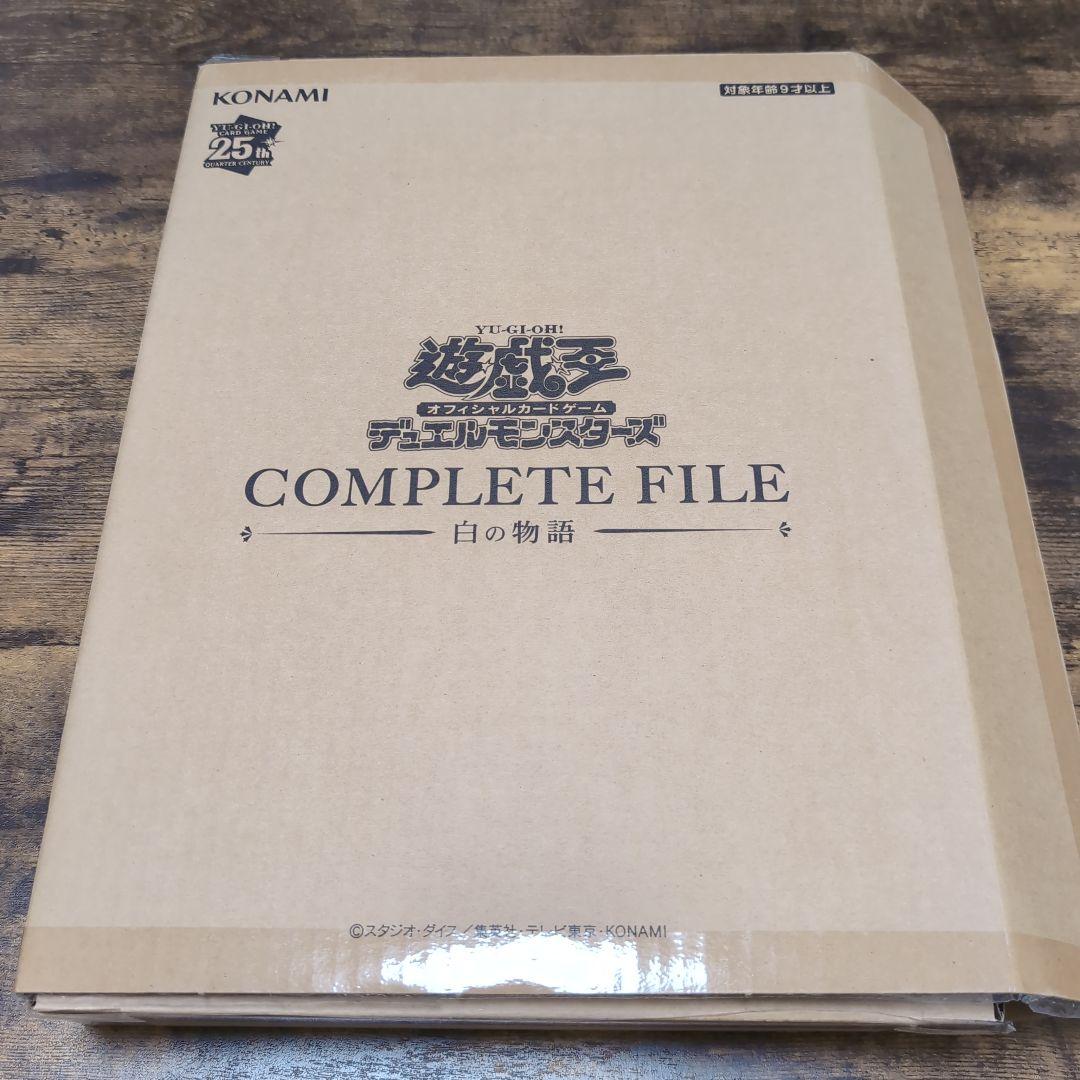 KONAMI
対象年齢9才以上
YU-GI-OH!
CARD GAME
25th
QUARTER CENTURY
YU-GI-OH!
遊戯王
オフィシャルカードゲーム
デュエルモンスターズ
COMPLETE FILE
白の物語
©スタジオ・ダイス/集英社・テレビ東京・KONAMI